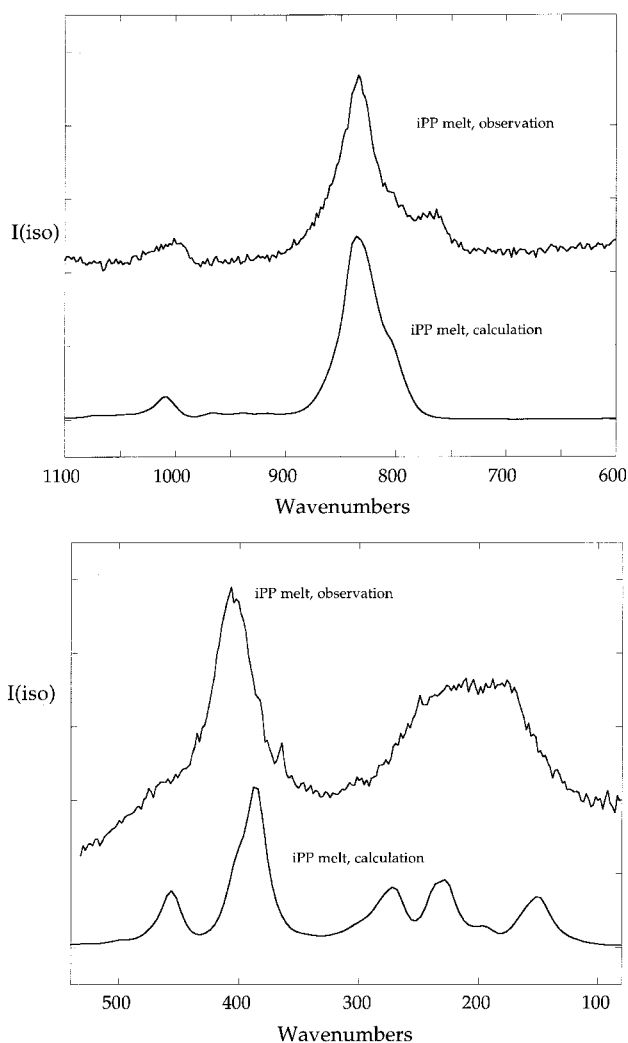 iPP melt, observation
I(iso)
iPP melt, calculation
1100 1000 900 800 700 600
Wavenumbers
iPP melt, observation
I(iso)
iPP melt, calculation
500 400 300 200 100
Wavenumbers